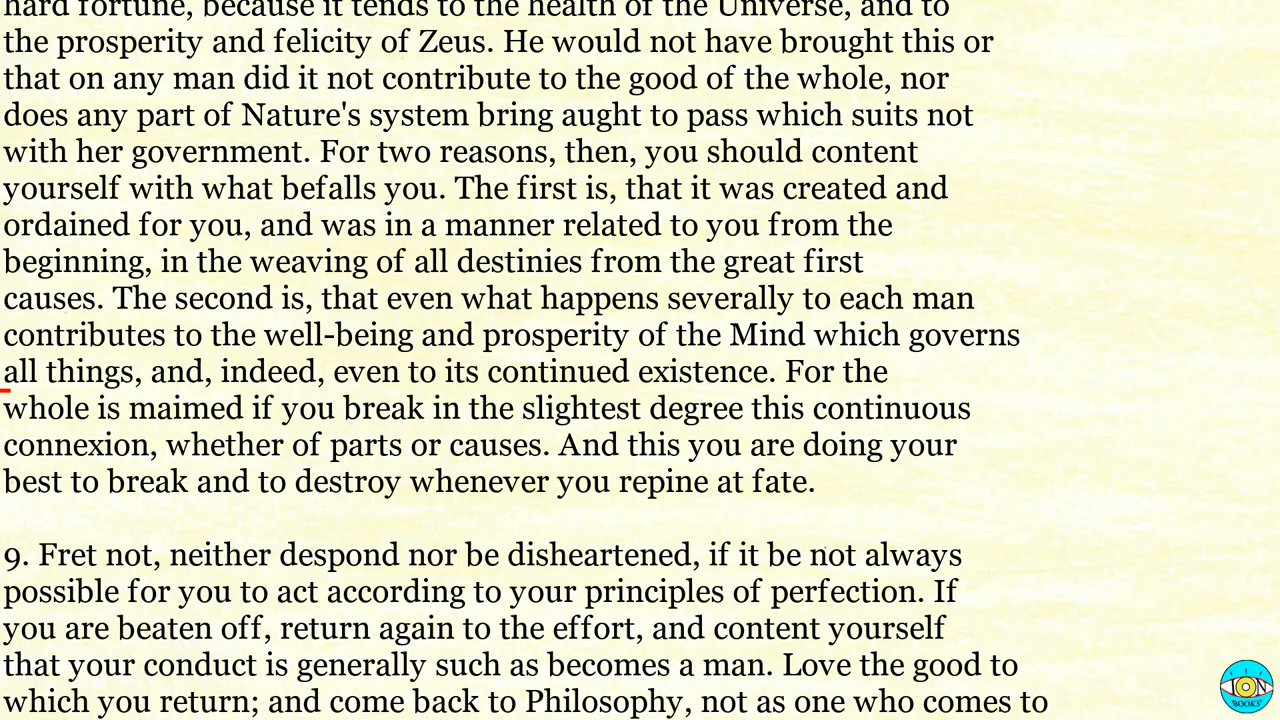 hard fortune, because it tends to the health of the Universe, and to
the prosperity and felicity of Zeus. He would not have brought this or
that on any man did it not contribute to the good of the whole, nor
does any part of Nature's system bring aught to pass which suits not
with her government. For two reasons, then, you should content
yourself with what befalls you. The first is, that it was created and
ordained for you, and was in a manner related to you from the
beginning, in the weaving of all destinies from the great first
causes. The second is, that even what happens severally to each man
contributes to the well-being and prosperity of the Mind which governs
all things, and, indeed, even to its continued existence. For the
whole is maimed if you break in the slightest degree this continuous
connexion, whether of parts or causes. And this you are doing your
best to break and to destroy whenever you repine at fate.
9. Fret not, neither despond nor be disheartened, if it be not always
possible for you to act according to your principles of perfection. If
you are beaten off, return again to the effort, and content yourself
that your conduct is generally such as becomes a man. Love the good to
which you return; and come back to Philosophy, not as one who comes to
ION
BOOKS